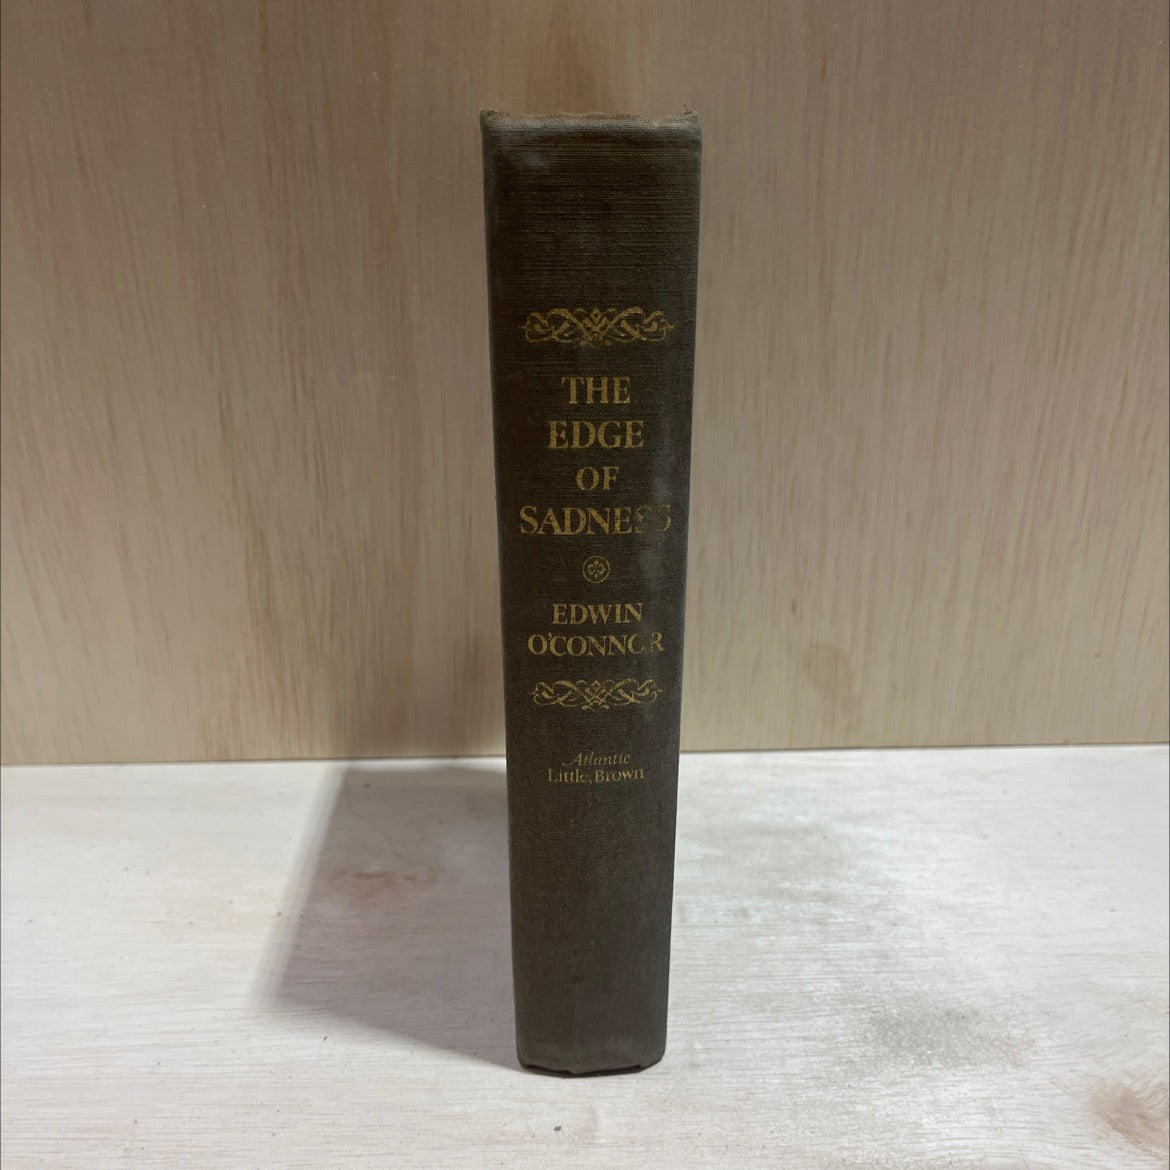 THE
EDGE
OF
SADNESS
EDWIN
O'CONNOR
Atlantic
Little, Brown